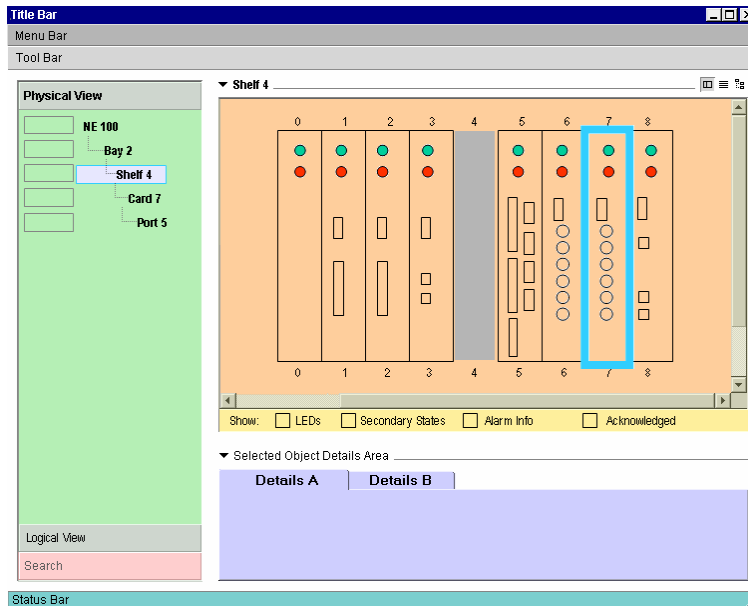 Title Bar
Menu Bar
Tool Bar
Physical View
NE 100
Bay 2
Shelf 4
Card 7
Port 5
Logical View
Search
Shelf 4
0 1 2 3 4 5 6 7 8
0 1 2 3 4 5 6 7 8
Show: LEDs Secondary States Alarm Info Acknowledged
Selected Object Details Area
Details A Details B
Status Bar